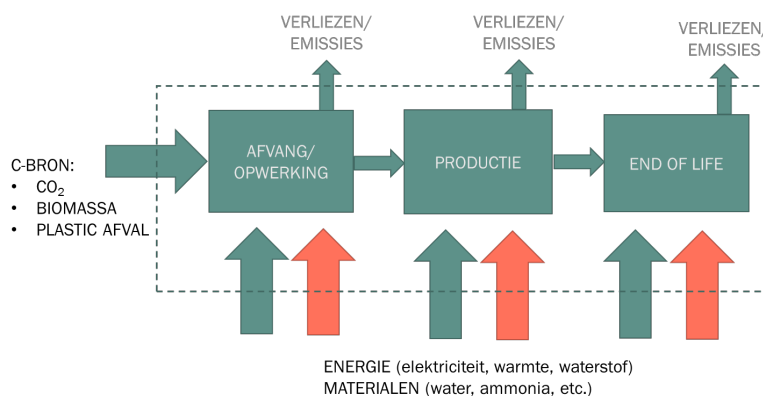 VERLIEZEN/
EMISSIES
VERLIEZEN/
EMISSIES
VERLIEZEN/
EMISSIES
C-BRON:
• CO₂
• BIOMASSA
• PLASTIC AFVAL
AFVANG/
OPWERKING
PRODUCTIE
END OF LIFE
ENERGIE (elektriciteit, warmte, waterstof)
MATERIALEN (water, ammonia, etc.)